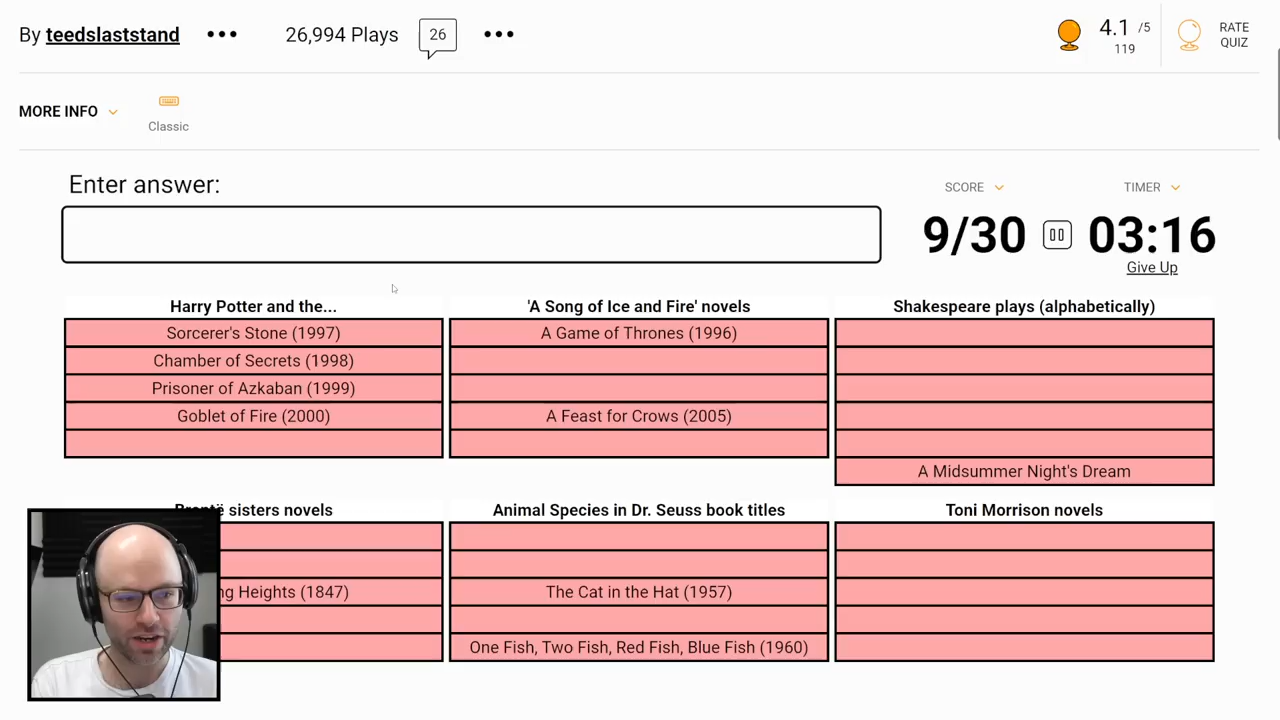 By teedslaststand ••• 26,994 Plays 26 ••• 4.1 /5 119 RATE QUIZ
MORE INFO Classic
Enter answer:
SCORE TIMER
9/30 03:16
Give Up
Harry Potter and the...
Sorcerer's Stone (1997)
Chamber of Secrets (1998)
Prisoner of Azkaban (1999)
Goblet of Fire (2000)
'A Song of Ice and Fire' novels
A Game of Thrones (1996)
A Feast for Crows (2005)
Shakespeare plays (alphabetically)
A Midsummer Night's Dream
Brontë sisters novels
ng Heights (1847)
Animal Species in Dr. Seuss book titles
The Cat in the Hat (1957)
One Fish, Two Fish, Red Fish, Blue Fish (1960)
Toni Morrison novels